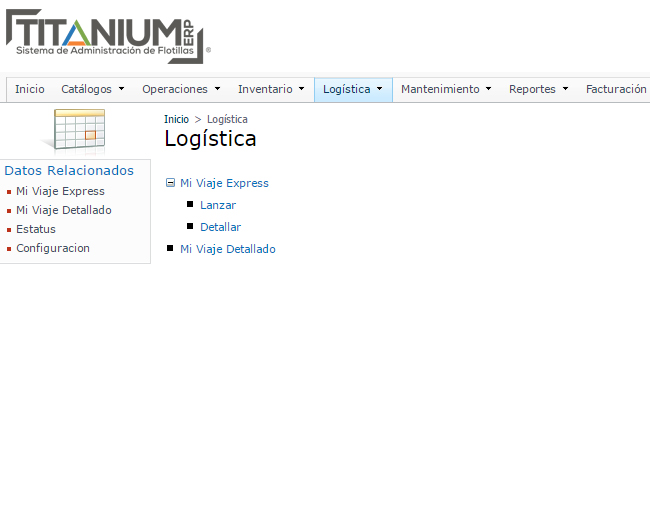 TITANIUM ERP
Sistema de Administración de Flotillas ®
Inicio Catálogos Operaciones Inventario Logística Mantenimiento Reportes Facturación
Inicio > Logística
Logística
Datos Relacionados
Mi Viaje Express
Mi Viaje Detallado
Estatus
Configuracion
Mi Viaje Express
Lanzar
Detallar
Mi Viaje Detallado